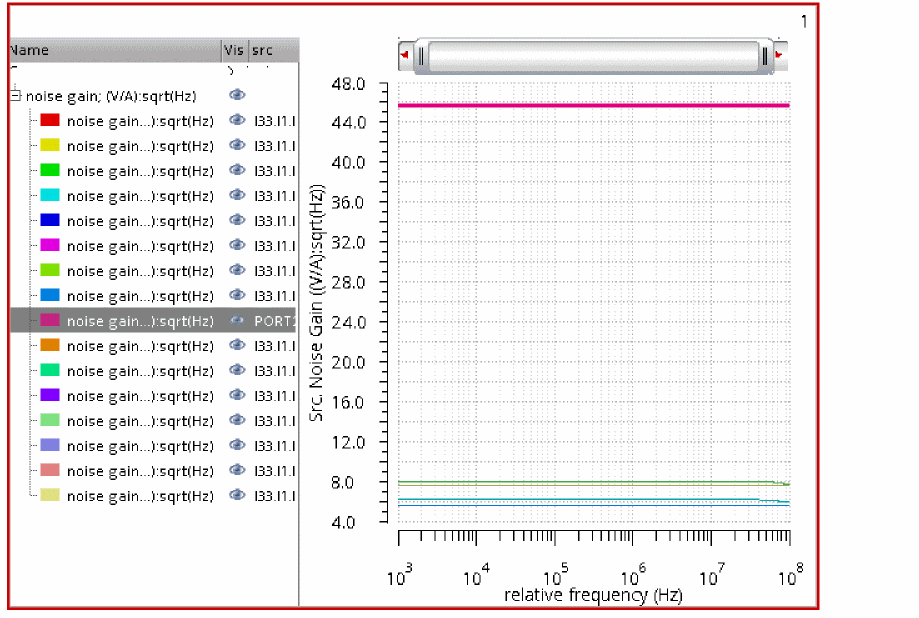 1
Name Vis src
noise gain; (V/A):sqrt(Hz)
noise gain...):sqrt(Hz) I33.I1.I
noise gain...):sqrt(Hz) I33.I1.I
noise gain...):sqrt(Hz) I33.I1.I
noise gain...):sqrt(Hz) I33.I1.I
noise gain...):sqrt(Hz) I33.I1.I
noise gain...):sqrt(Hz) I33.I1.I
noise gain...):sqrt(Hz) I33.I1.I
noise gain...):sqrt(Hz) I33.I1.I
noise gain...):sqrt(Hz) PORT2
noise gain...):sqrt(Hz) I33.I1.I
noise gain...):sqrt(Hz) I33.I1.I
noise gain...):sqrt(Hz) I33.I1.I
noise gain...):sqrt(Hz) I33.I1.I
noise gain...):sqrt(Hz) I33.I1.I
noise gain...):sqrt(Hz) I33.I1.I
noise gain...):sqrt(Hz) I33.I1.I
Src. Noise Gain ((V/A):sqrt(Hz))
48.0
44.0
40.0
36.0
32.0
28.0
24.0
20.0
16.0
12.0
8.0
4.0
10^3 10^4 10^5 10^6 10^7 10^8
relative frequency (Hz)